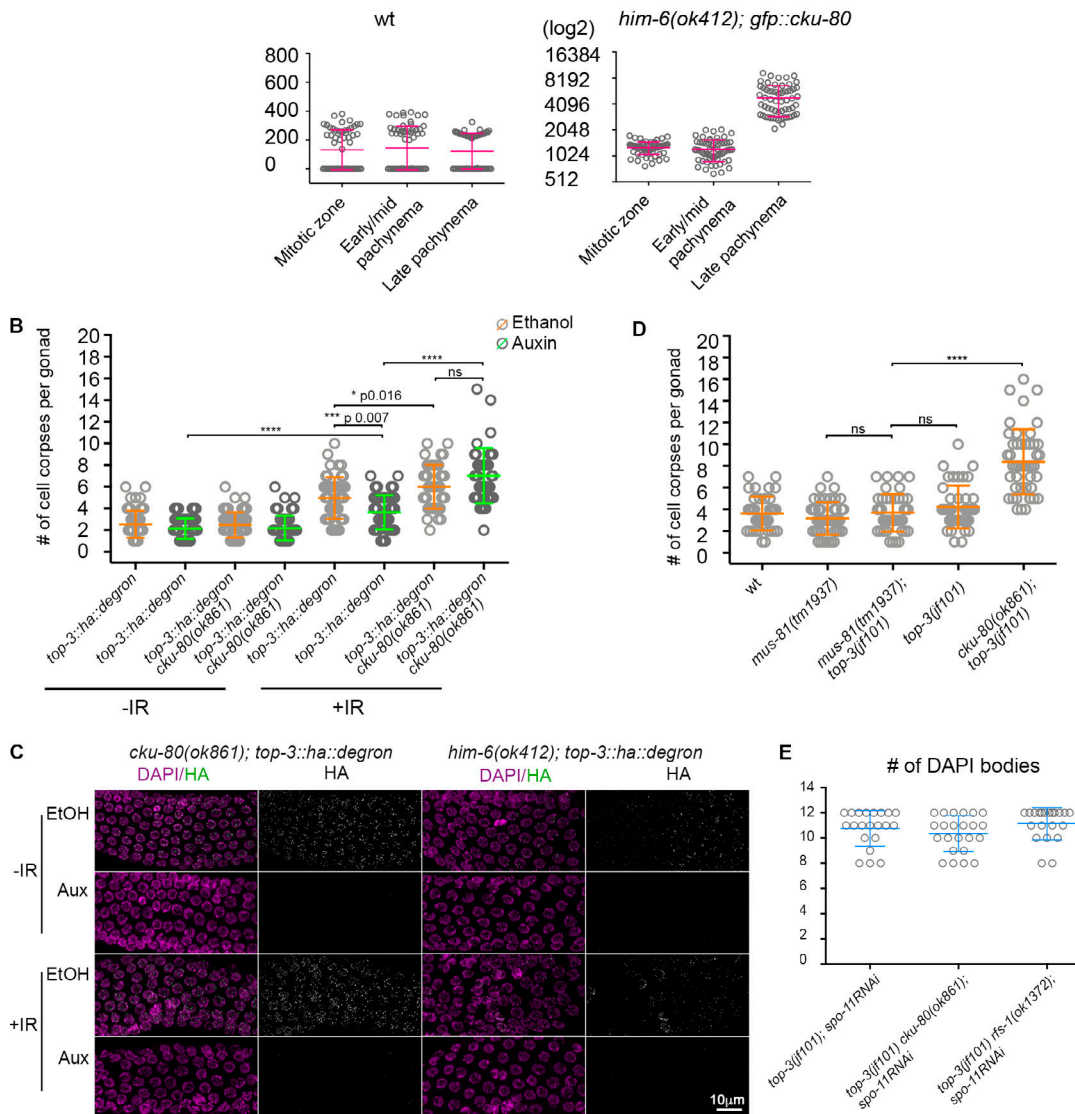 wt
800
600
400
200
0
Mitotic zone
Early/mid
pachynema
Late pachynema
him-6(ok412); gfp::cku-80
(log2)
16384
8192
4096
2048
1024
512
Mitotic zone
Early/mid
pachynema
Late pachynema
B
# of cell corpses per gonad
20
18
16
14
12
10
8
6
4
2
0
Ethanol
Auxin
****
ns
* p0.016
*** p 0.007
****
top-3::ha::degron
top-3::ha::degron
top-3::ha::degron
cku-80(ok861)
top-3::ha::degron
cku-80(ok861)
top-3::ha::degron
top-3::ha::degron
top-3::ha::degron
cku-80(ok861)
top-3::ha::degron
cku-80(ok861)
-IR
+IR
D
# of cell corpses per gonad
20
18
16
14
12
10
8
6
4
2
0
****
ns
ns
wt
mus-81(tm1937)
mus-81(tm1937);
top-3(jf101)
top-3(jf101)
cku-80(ok861);
top-3(jf101)
C
cku-80(ok861); top-3::ha::degron
him-6(ok412); top-3::ha::degron
DAPI/HA
HA
DAPI/HA
HA
-IR
EtOH
Aux
+IR
EtOH
Aux
10μm
E
# of DAPI bodies
14
12
10
8
6
4
2
0
top-3(jf101); spo-11RNAi
top-3(jf101) cku-80(ok861);
spo-11RNAi
top-3(jf101) rfs-1(ok1372);
spo-11RNAi